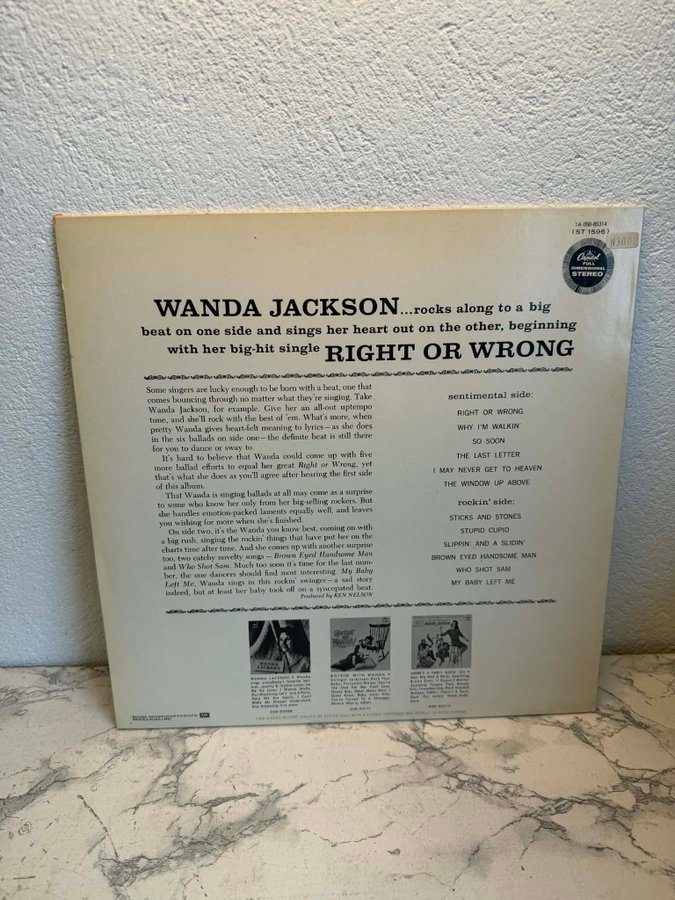 1A 058-85314
(ST 1596)
N30.02
Capitol
FULL
DIMENSIONAL
STEREO
WANDA JACKSON...rocks along to a big
beat on one side and sings her heart out on the other, beginning
with her big-hit single RIGHT OR WRONG
Some singers are lucky enough to be born with a beat, one that
comes bouncing through no matter what they're singing. Take
Wanda Jackson, for example. Give her an all-out uptempo
tune, and she'll rock with the best of 'em. What's more, when
pretty Wanda gives heart-felt meaning to lyrics—as she does
in the six ballads on side one—the definite beat is still there
for you to dance or sway to.
It's hard to believe that Wanda could come up with five
more ballad efforts to equal her great Right or Wrong, yet
that's what she does as you'll agree after hearing the first side
of this album.
That Wanda is singing ballads at all may come as a surprise
to some who know her only from her big-selling rockers. But
she handles emotion-packed laments equally well, and leaves
you wishing for more when she's finished.
On side two, it's the Wanda you know best, coming on with
a big rush, singing the rockin' things that have put her on the
charts time after time. And she comes up with another surprise
too, two catchy novelty songs—Brown Eyed Handsome Man
and Who Shot Sam. Much too soon it's time for the last num-
ber, the one dancers should find most interesting. My Baby
Left Me, Wanda sings in this rockin' swinger—a sad story
indeed, but at least her baby took off on a syncopated beat.
Produced by KEN NELSON
sentimental side:
RIGHT OR WRONG
WHY I'M WALKIN'
SO SOON
THE LAST LETTER
I MAY NEVER GET TO HEAVEN
THE WINDOW UP ABOVE
rockin' side:
STICKS AND STONES
STUPID CUPID
SLIPPIN' AND A SLIDIN'
BROWN EYED HANDSOME MAN
WHO SHOT SAM
MY BABY LEFT ME
WANDA
JACKSON
WANDA JACKSON
ROCKIN' WITH WANDA
THERE'S A PARTY GOIN' ON
EMI